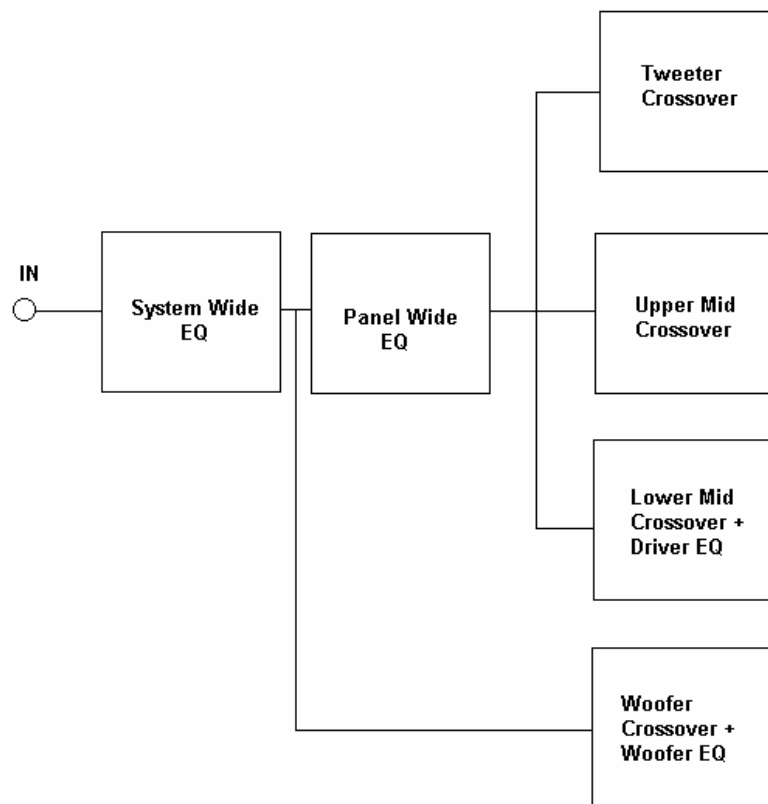 Tweeter
Crossover
IN
System Wide
EQ
Panel Wide
EQ
Upper Mid
Crossover
Lower Mid
Crossover +
Driver EQ
Woofer
Crossover +
Woofer EQ